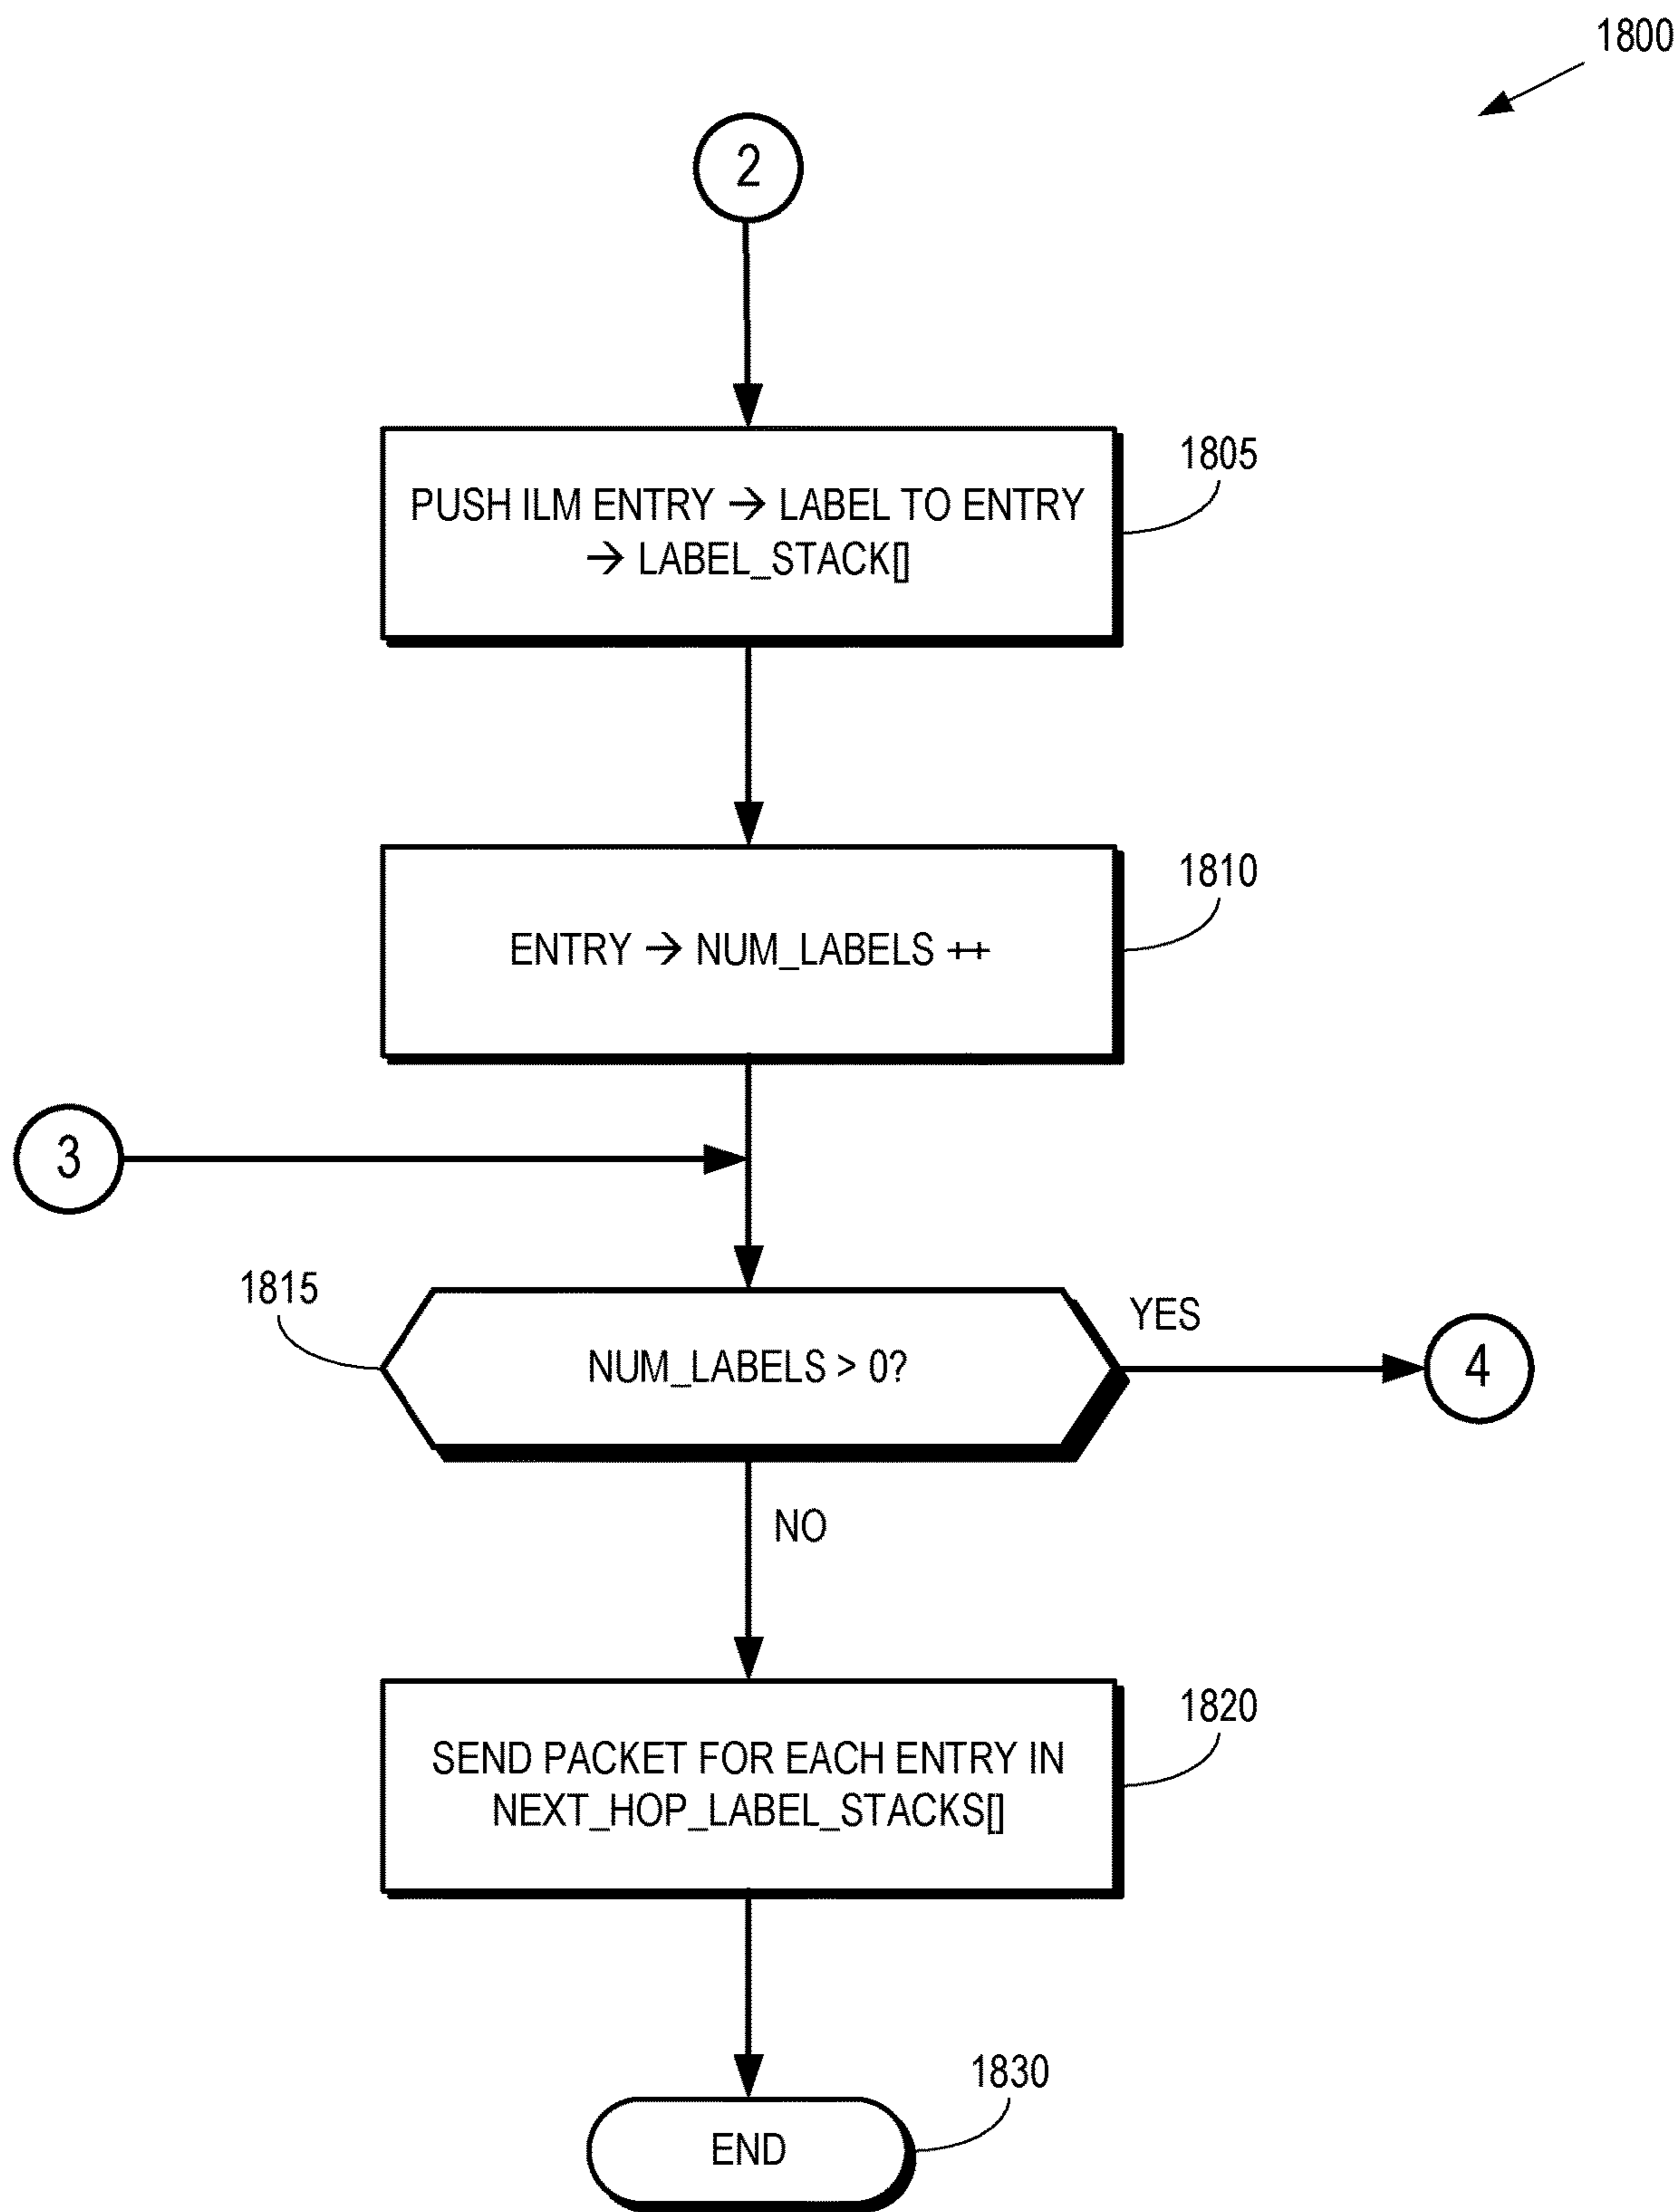 1800
2
PUSH ILM ENTRY → LABEL TO ENTRY
→ LABEL_STACK[]
1805
ENTRY → NUM_LABELS ++
1810
3
1815
NUM_LABELS > 0?
YES
4
NO
SEND PACKET FOR EACH ENTRY IN
NEXT_HOP_LABEL_STACKS[]
1820
END
1830